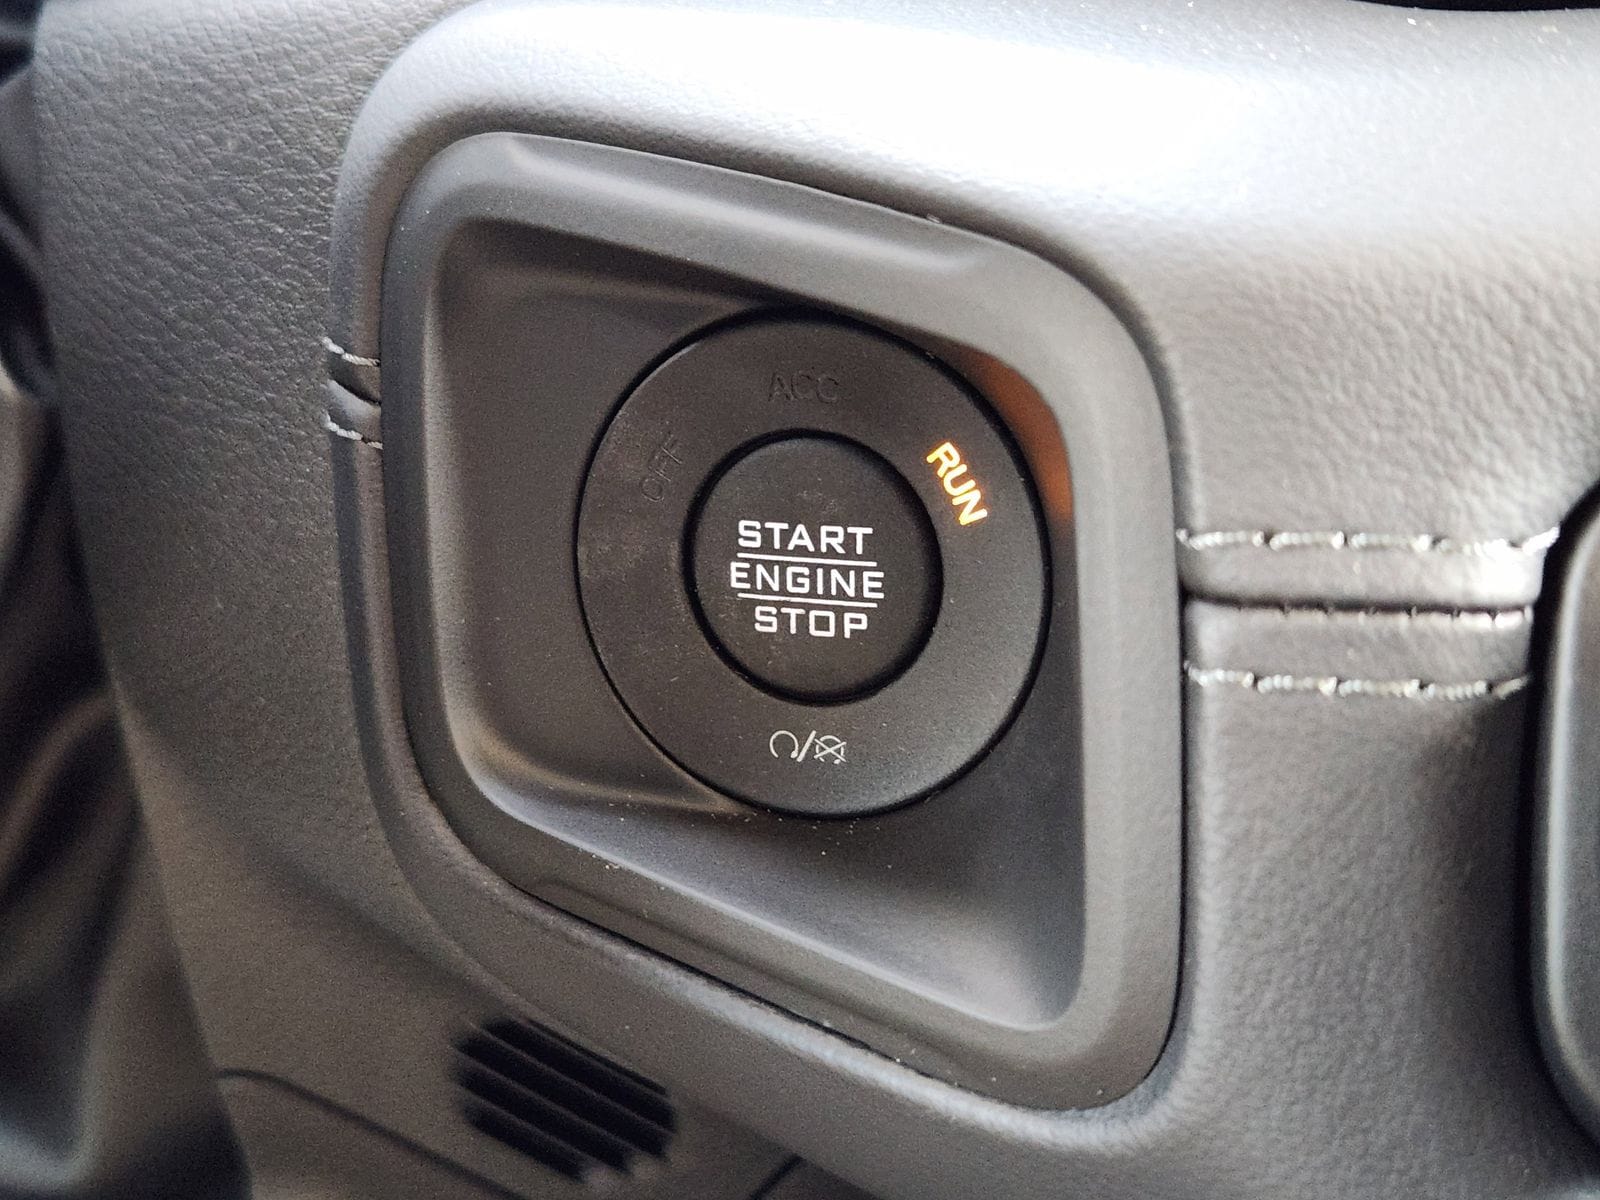 ACC
OFF
RUN
START
ENGINE
STOP